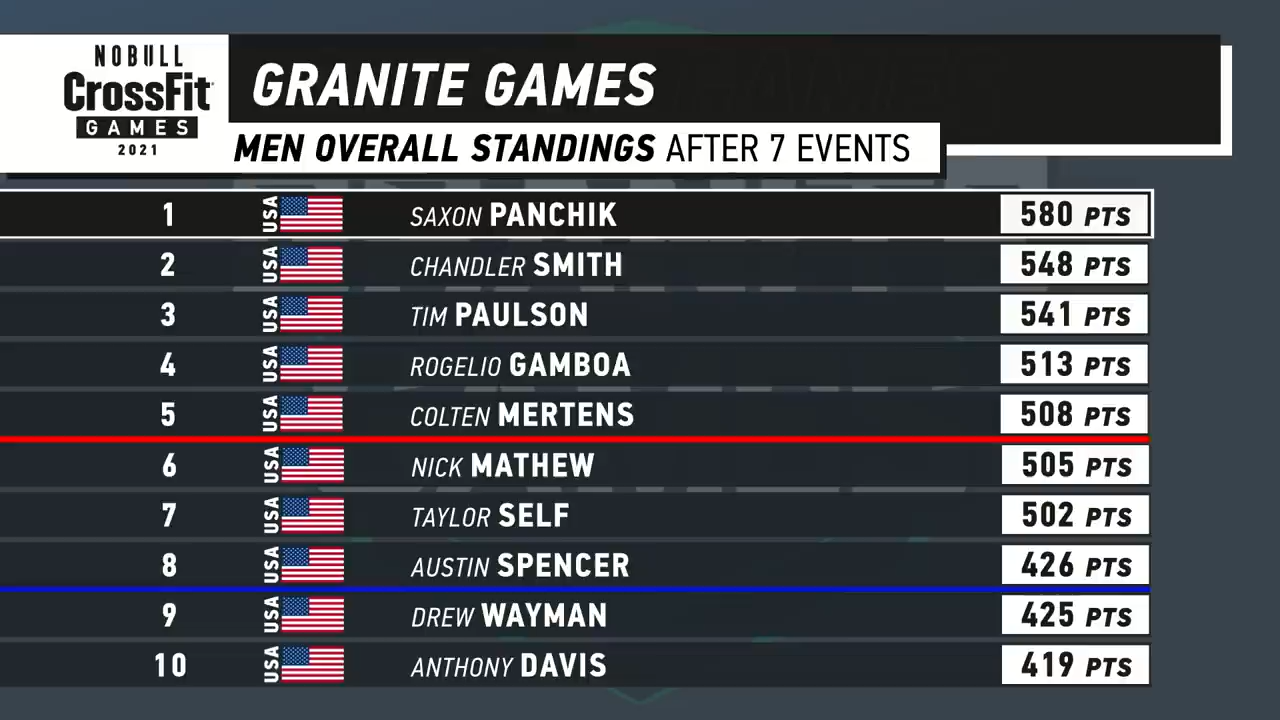 NOBULL
CrossFit
GAMES
2021
GRANITE GAMES
MEN OVERALL STANDINGS AFTER 7 EVENTS
1 USA SAXON PANCHIK 580 PTS
2 USA CHANDLER SMITH 548 PTS
3 USA TIM PAULSON 541 PTS
4 USA ROGELIO GAMBOA 513 PTS
5 USA COLTEN MERTENS 508 PTS
6 USA NICK MATHEW 505 PTS
7 USA TAYLOR SELF 502 PTS
8 USA AUSTIN SPENCER 426 PTS
9 USA DREW WAYMAN 425 PTS
10 USA ANTHONY DAVIS 419 PTS